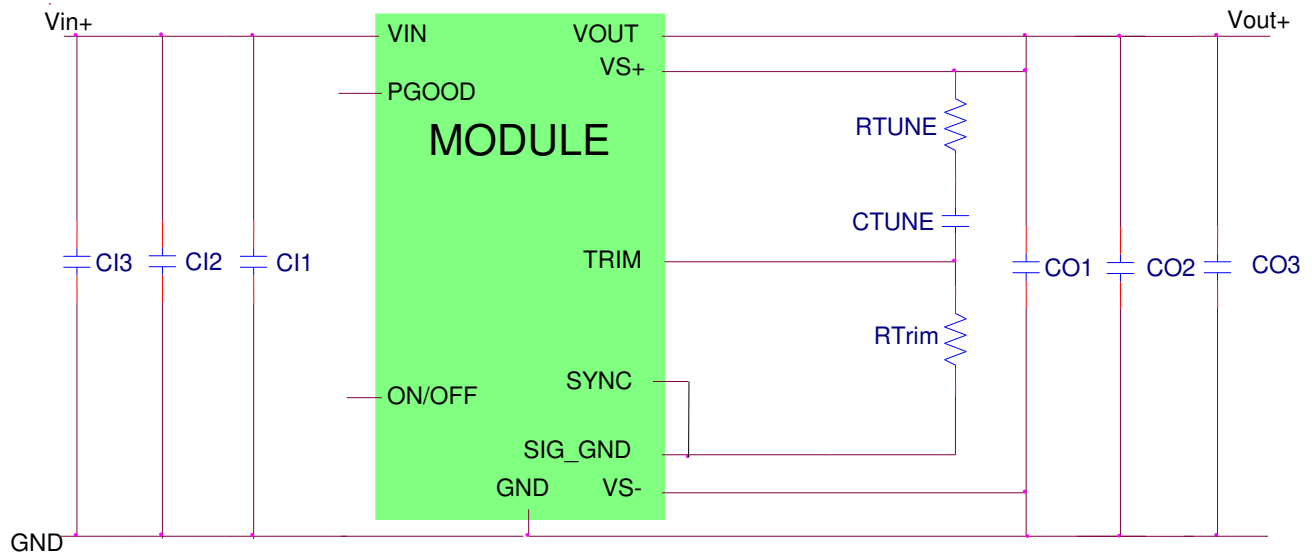 Vin+
VIN
VOUT
Vout+
VS+
PGOOD
MODULE
RTUNE
CTUNE
CI3
CI2
CI1
TRIM
CO1
CO2
CO3
RTrim
SYNC
ON/OFF
SIG_GND
GND
VS-
GND